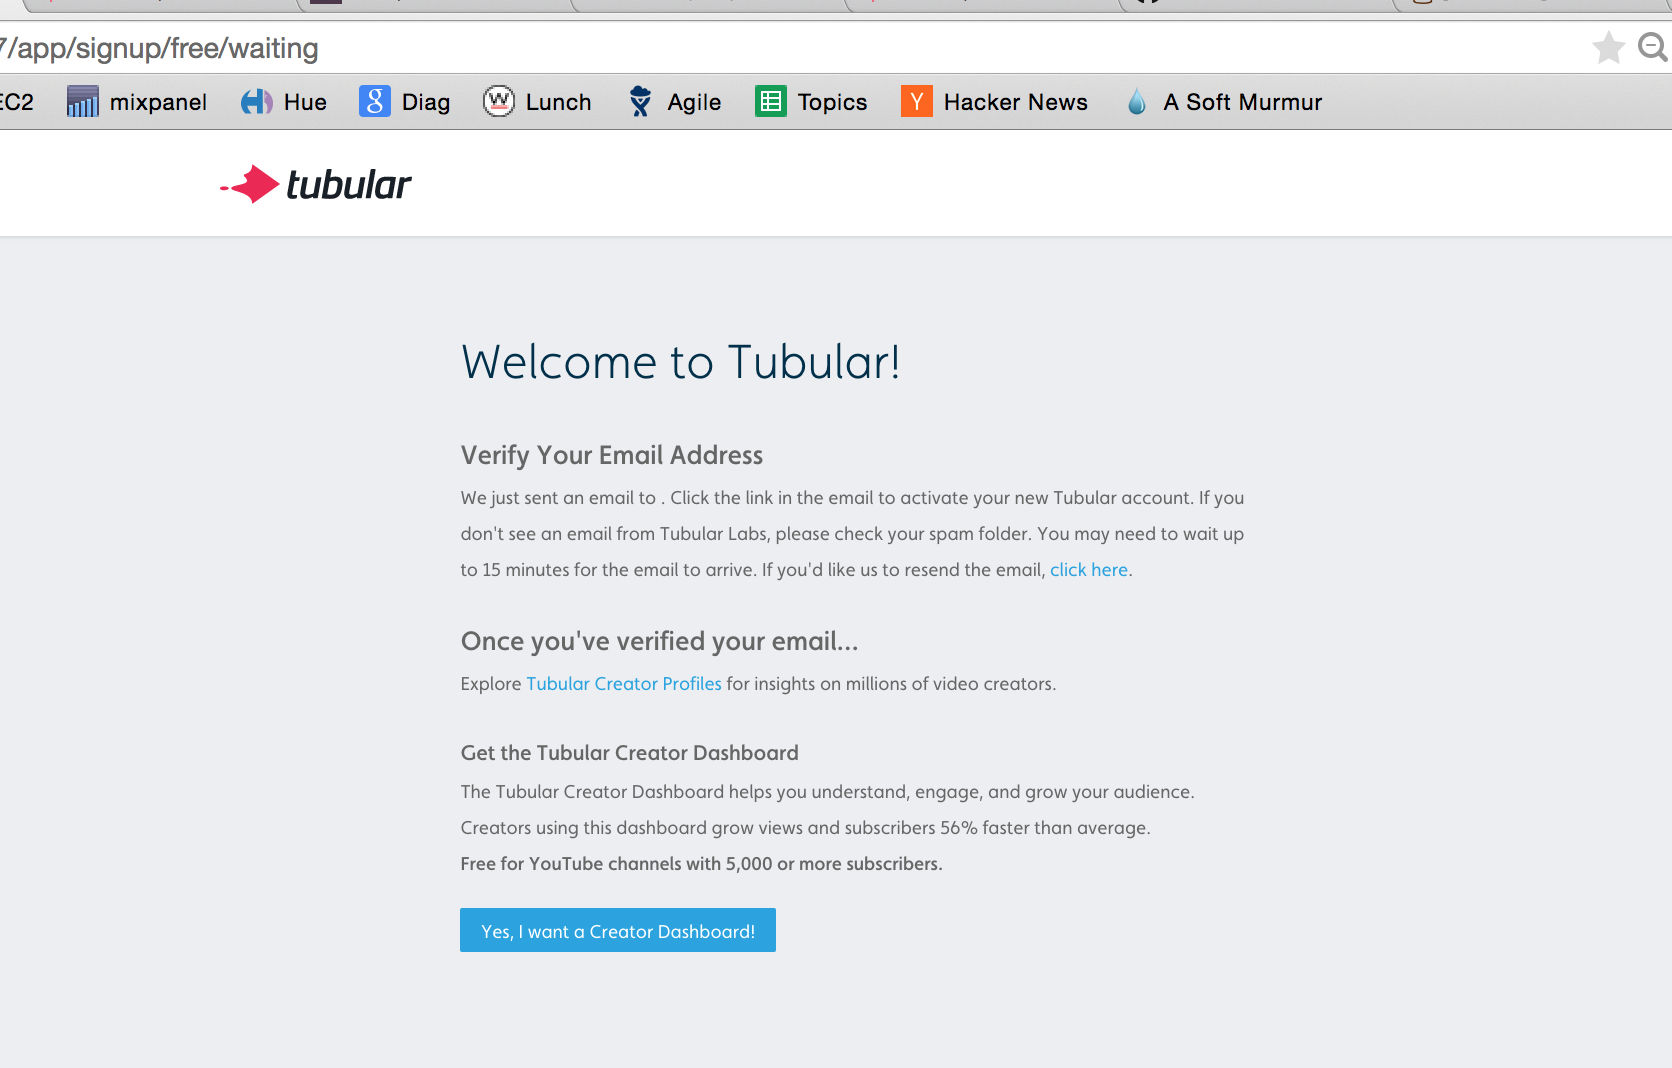 7/app/signup/free/waiting
EC2 mixpanel Hue Diag Lunch Agile Topics Hacker News A Soft Murmur
tubular
Welcome to Tubular!
Verify Your Email Address
We just sent an email to . Click the link in the email to activate your new Tubular account. If you
don't see an email from Tubular Labs, please check your spam folder. You may need to wait up
to 15 minutes for the email to arrive. If you'd like us to resend the email, click here.
Once you've verified your email...
Explore Tubular Creator Profiles for insights on millions of video creators.
Get the Tubular Creator Dashboard
The Tubular Creator Dashboard helps you understand, engage, and grow your audience.
Creators using this dashboard grow views and subscribers 56% faster than average.
Free for YouTube channels with 5,000 or more subscribers.
Yes, I want a Creator Dashboard!